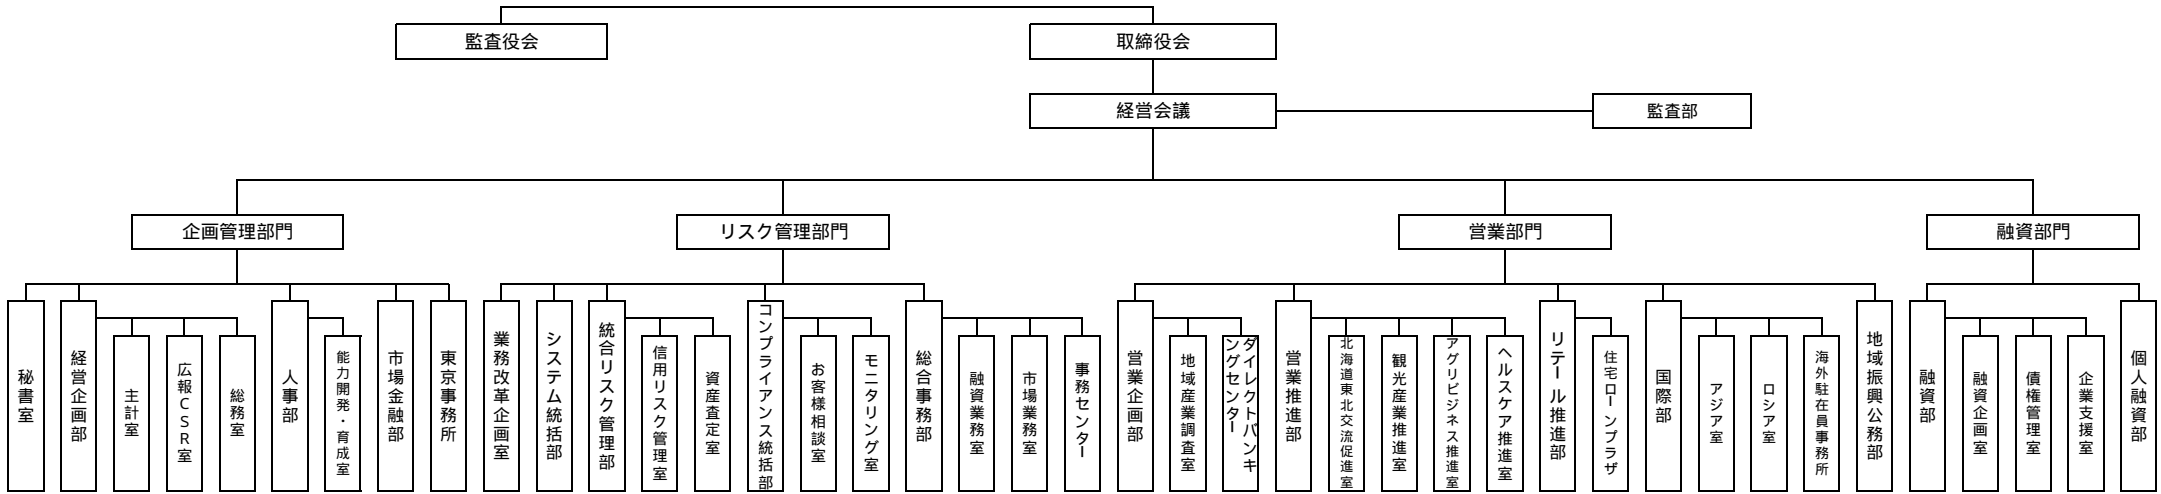 監査役会
取締役会
経営会議
監査部
企画管理部門
リスク管理部門
営業部門
融資部門
秘書室
経営企画部
主計室
広報CSR室
総務室
人事部
能力開発・育成室
市場金融部
東京事務所
業務改革企画室
システム統括部
統合リスク管理部
信用リスク管理室
資産査定室
コンプライアンス統括部
お客様相談室
モニタリング室
総合事務部
融資業務室
市場業務室
事務センター
営業企画部
地域産業調査室
ダイレクトバンキ
ングセンター
営業推進部
北海道東北交流促進室
観光産業推進室
アグリビジネス推進室
ヘルスケア推進室
リテール推進部
住宅ローンプラザ
国際部
アジア室
ロシア室
海外駐在員事務所
地域振興公務部
融資部
融資企画室
債権管理室
企業支援室
個人融資部